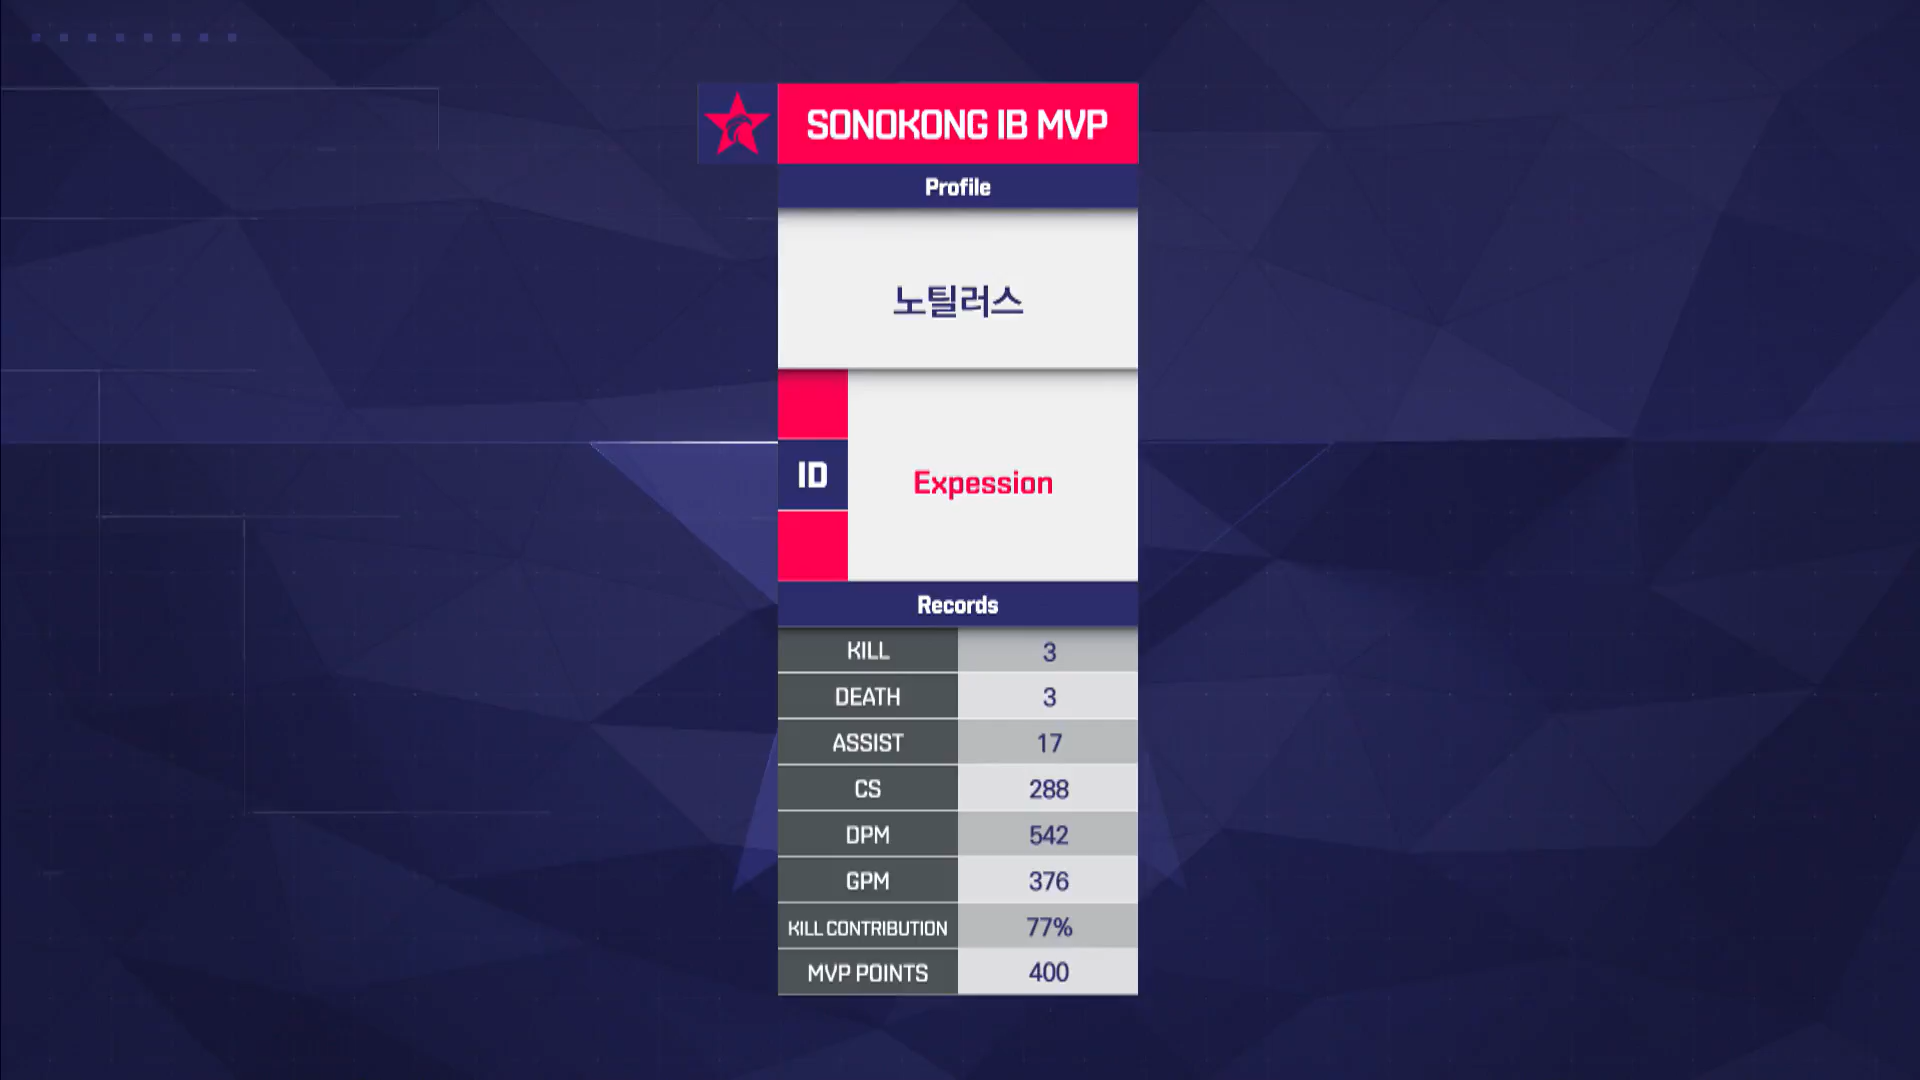 SONOKONG IB MVP
Profile
노틸러스
ID
Expession
Records
KILL 3
DEATH 3
ASSIST 17
CS 288
DPM 542
GPM 376
KILL CONTRIBUTION 77%
MVP POINTS 400